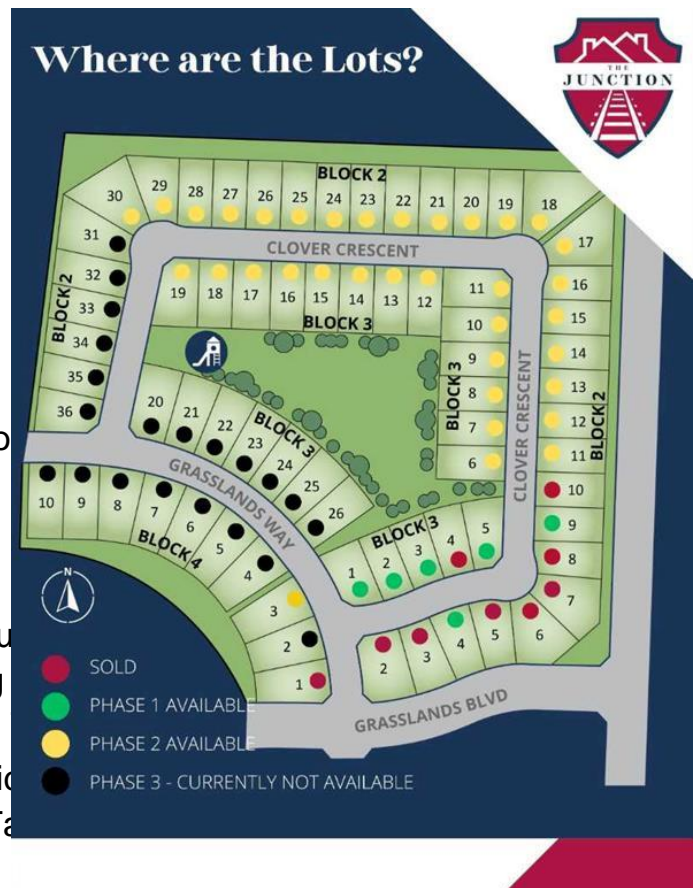 Where are the Lots?
THE
JUNCTION
BLOCK 2
30 29 28 27 26 25 24 23 22 21 20 19 18
31
CLOVER CRESCENT
17
32
19 18 17 16 15 14 13 12
11
16
BLOCK 2
33
BLOCK 3
10
15
34
9
14
35
BLOCK 3
8
CLOVER CRESCENT
13
BLOCK 2
36
20 21 22 23 24 25 26
BLOCK 3
7
12
6
11
GRASSLANDS WAY
10
10 9 8 7 6 5 4
BLOCK 4
BLOCK 3
1 2 3 4 5
9
8
7
N
3
2
1
2 3 4 5 6
SOLD
PHASE 1 AVAILABLE
GRASSLANDS BLVD
PHASE 2 AVAILABLE
PHASE 3 - CURRENTLY NOT AVAILABLE